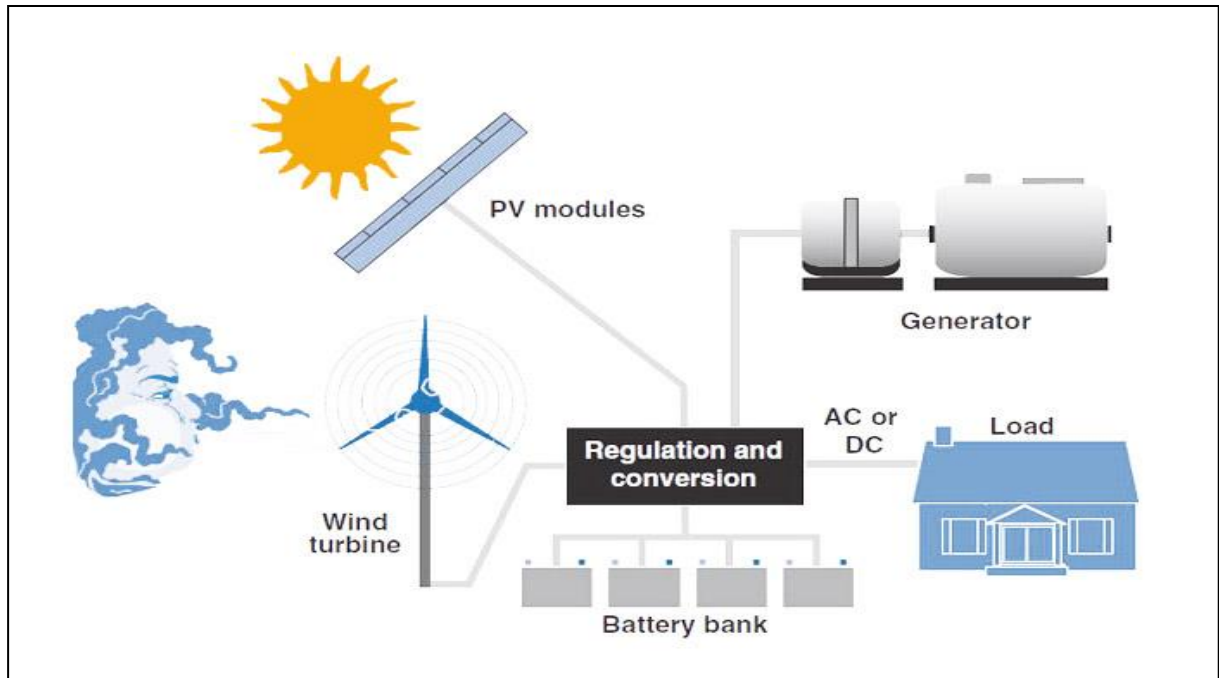 PV modules
Generator
AC or
DC
Load
Regulation and
conversion
Wind
turbine
Battery bank